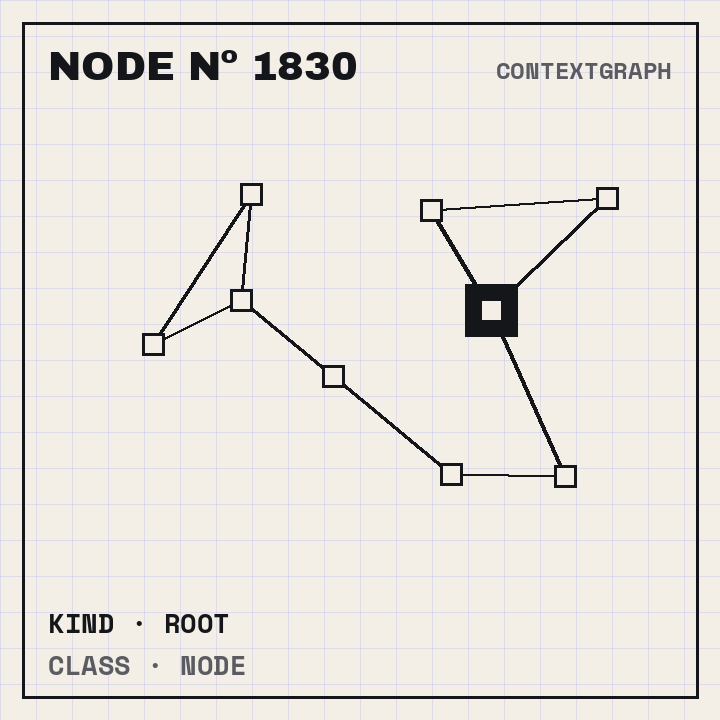 NODE Nº 1830
CONTEXTGRAPH
KIND · ROOT
CLASS · NODE